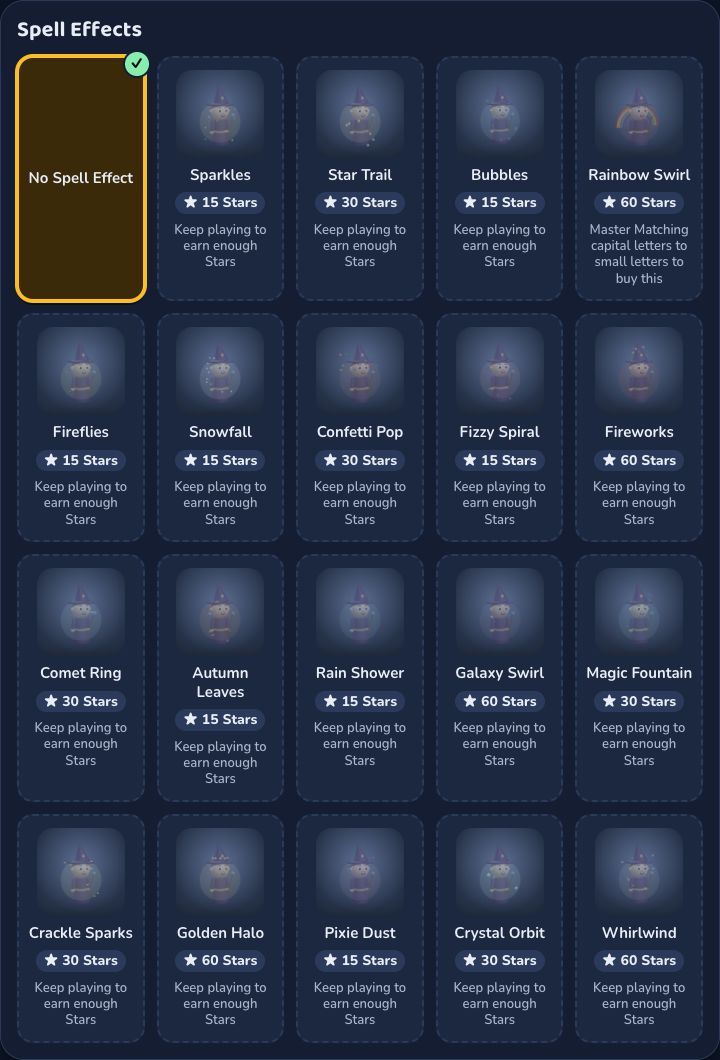 Spell Effects
No Spell Effect
Sparkles
15 Stars
Keep playing to
earn enough
Stars
Star Trail
30 Stars
Keep playing to
earn enough
Stars
Bubbles
15 Stars
Keep playing to
earn enough
Stars
Rainbow Swirl
60 Stars
Master Matching
capital letters to
small letters to
buy this
Fireflies
15 Stars
Keep playing to
earn enough
Stars
Snowfall
15 Stars
Keep playing to
earn enough
Stars
Confetti Pop
30 Stars
Keep playing to
earn enough
Stars
Fizzy Spiral
15 Stars
Keep playing to
earn enough
Stars
Fireworks
60 Stars
Keep playing to
earn enough
Stars
Comet Ring
30 Stars
Keep playing to
earn enough
Stars
Autumn
Leaves
15 Stars
Keep playing to
earn enough
Stars
Rain Shower
15 Stars
Keep playing to
earn enough
Stars
Galaxy Swirl
60 Stars
Keep playing to
earn enough
Stars
Magic Fountain
30 Stars
Keep playing to
earn enough
Stars
Crackle Sparks
30 Stars
Keep playing to
earn enough
Stars
Golden Halo
60 Stars
Keep playing to
earn enough
Stars
Pixie Dust
15 Stars
Keep playing to
earn enough
Stars
Crystal Orbit
30 Stars
Keep playing to
earn enough
Stars
Whirlwind
60 Stars
Keep playing to
earn enough
Stars